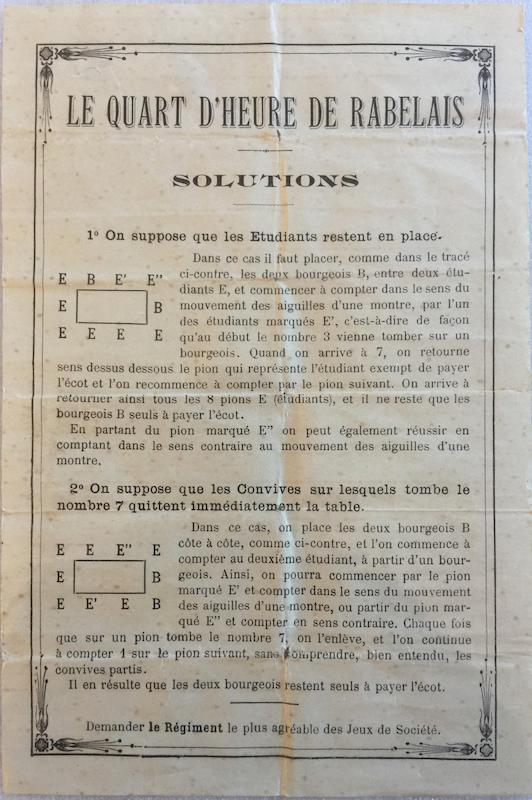 LE QUART D'HEURE DE RABELAIS
SOLUTIONS
1º On suppose que les Etudiants restent en place.
Dans ce cas il faut placer, comme dans le tracé
ci-contre, les deux bourgeois B, entre deux étu-
diants E, et commencer à compter dans le sens du
mouvement des aiguilles d'une montre, par l'un
des étudiants marqués E', c'est-à-dire de façon
qu'au début le nombre 3 vienne tomber sur un
bourgeois. Quand on arrive à 7, on retourne
E B E' E"
E B
E E E E
sens dessus dessous le pion qui représente l'étudiant exempt de payer
l'écot et l'on recommence à compter par le pion suivant. On arrive à
retourner ainsi tous les 8 pions E (étudiants), et il ne reste que les
bourgeois B seuls à payer l'écot.
En partant du pion marqué E" on peut également réussir en
comptant dans le sens contraire au mouvement des aiguilles d'une
montre.
2º On suppose que les Convives sur lesquels tombe le
nombre 7 quittent immédiatement la table.
Dans ce cas, on place les deux bourgeois B
côte à côte, comme ci-contre, et l'on commence à
compter au deuxième étudiant, à partir d'un bour-
geois. Ainsi, on pourra commencer par le pion
marqué E' et compter dans le sens du mouvement
des aiguilles d'une montre, ou partir du pion mar-
qué E" et compter en sens contraire. Chaque fois
E E E" E
E B
E E' E B
que sur un pion tombe le nombre 7, on l'enlève, et l'on continue
à compter 1 sur le pion suivant, sans comprendre, bien entendu, les
convives partis.
Il en résulte que les deux bourgeois restent seuls à payer l'écot.
Demander le Régiment le plus agréable des Jeux de Société.